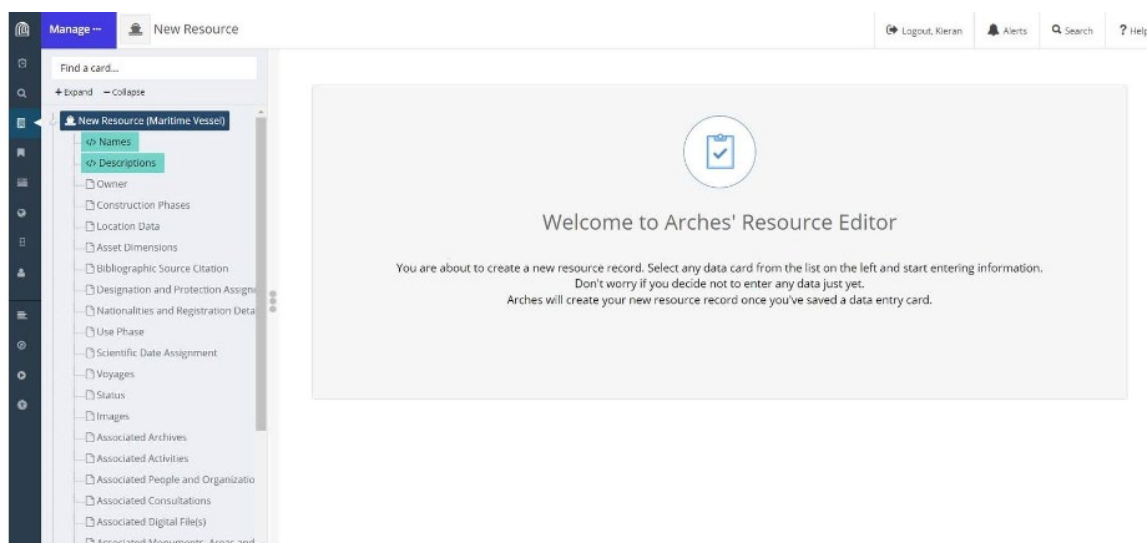 Manage ...
New Resource
Logout, Kieran
Alerts
Search
? Help
Find a card...
+ Expand – Collapse
New Resource (Maritime Vessel)
</> Names
</> Descriptions
Owner
Construction Phases
Location Data
Asset Dimensions
Bibliographic Source Citation
Designation and Protection Assign
Nationalities and Registration Deta
Use Phase
Scientific Date Assignment
Voyages
Status
Images
Associated Archives
Associated Activities
Associated People and Organizatio
Associated Consultations
Associated Digital File(s)
Associated Monuments, Areas and
Welcome to Arches' Resource Editor
You are about to create a new resource record. Select any data card from the list on the left and start entering information.
Don't worry if you decide not to enter any data just yet.
Arches will create your new resource record once you've saved a data entry card.